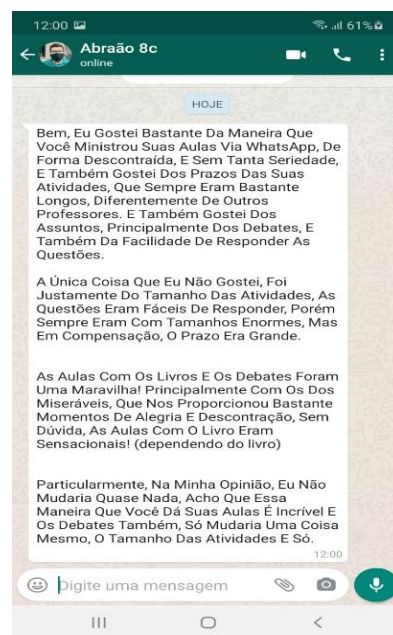 12:00 61%
Abraão 8c
online
HOJE
Bem, Eu Gostei Bastante Da Maneira Que
Você Ministrou Suas Aulas Via WhatsApp, De
Forma Descontraída, E Sem Tanta Seriedade,
E Também Gostei Dos Prazos Das Suas
Atividades, Que Sempre Eram Bastante
Longos, Diferentemente De Outros
Professores. E Também Gostei Dos
Assuntos, Principalmente Dos Debates, E
Também Da Facilidade De Responder As
Questões.
A Única Coisa Que Eu Não Gostei, Foi
Justamente Do Tamanho Das Atividades, As
Questões Eram Fáceis De Responder, Porém
Sempre Eram Com Tamanhos Enormes, Mas
Em Compensação, O Prazo Era Grande.
As Aulas Com Os Livros E Os Debates Foram
Uma Maravilha! Principalmente Com Os Dos
Miseráveis, Que Nos Proporcionou Bastante
Momentos De Alegria E Descontração, Sem
Dúvida, As Aulas Com O Livro Eram
Sensacionais! (dependendo do livro)
Particularmente, Na Minha Opinião, Eu Não
Mudaria Quase Nada, Acho Que Essa
Maneira Que Você Dá Suas Aulas É Incrível E
Os Debates Também, Só Mudaria Uma Coisa
Mesmo, O Tamanho Das Atividades E Só.
12:00
Digite uma mensagem